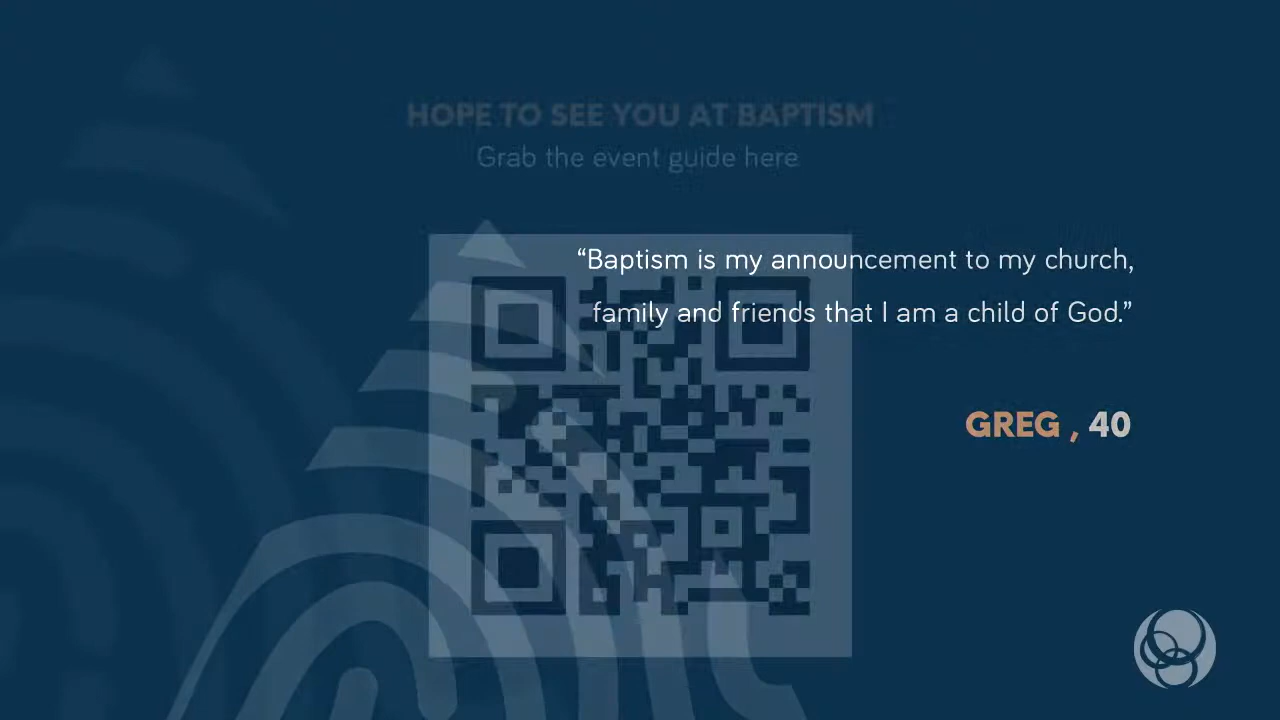 HOPE TO SEE YOU AT BAPTISM
Grab the event guide here
“Baptism is my announcement to my church,
family and friends that I am a child of God.”
GREG , 40